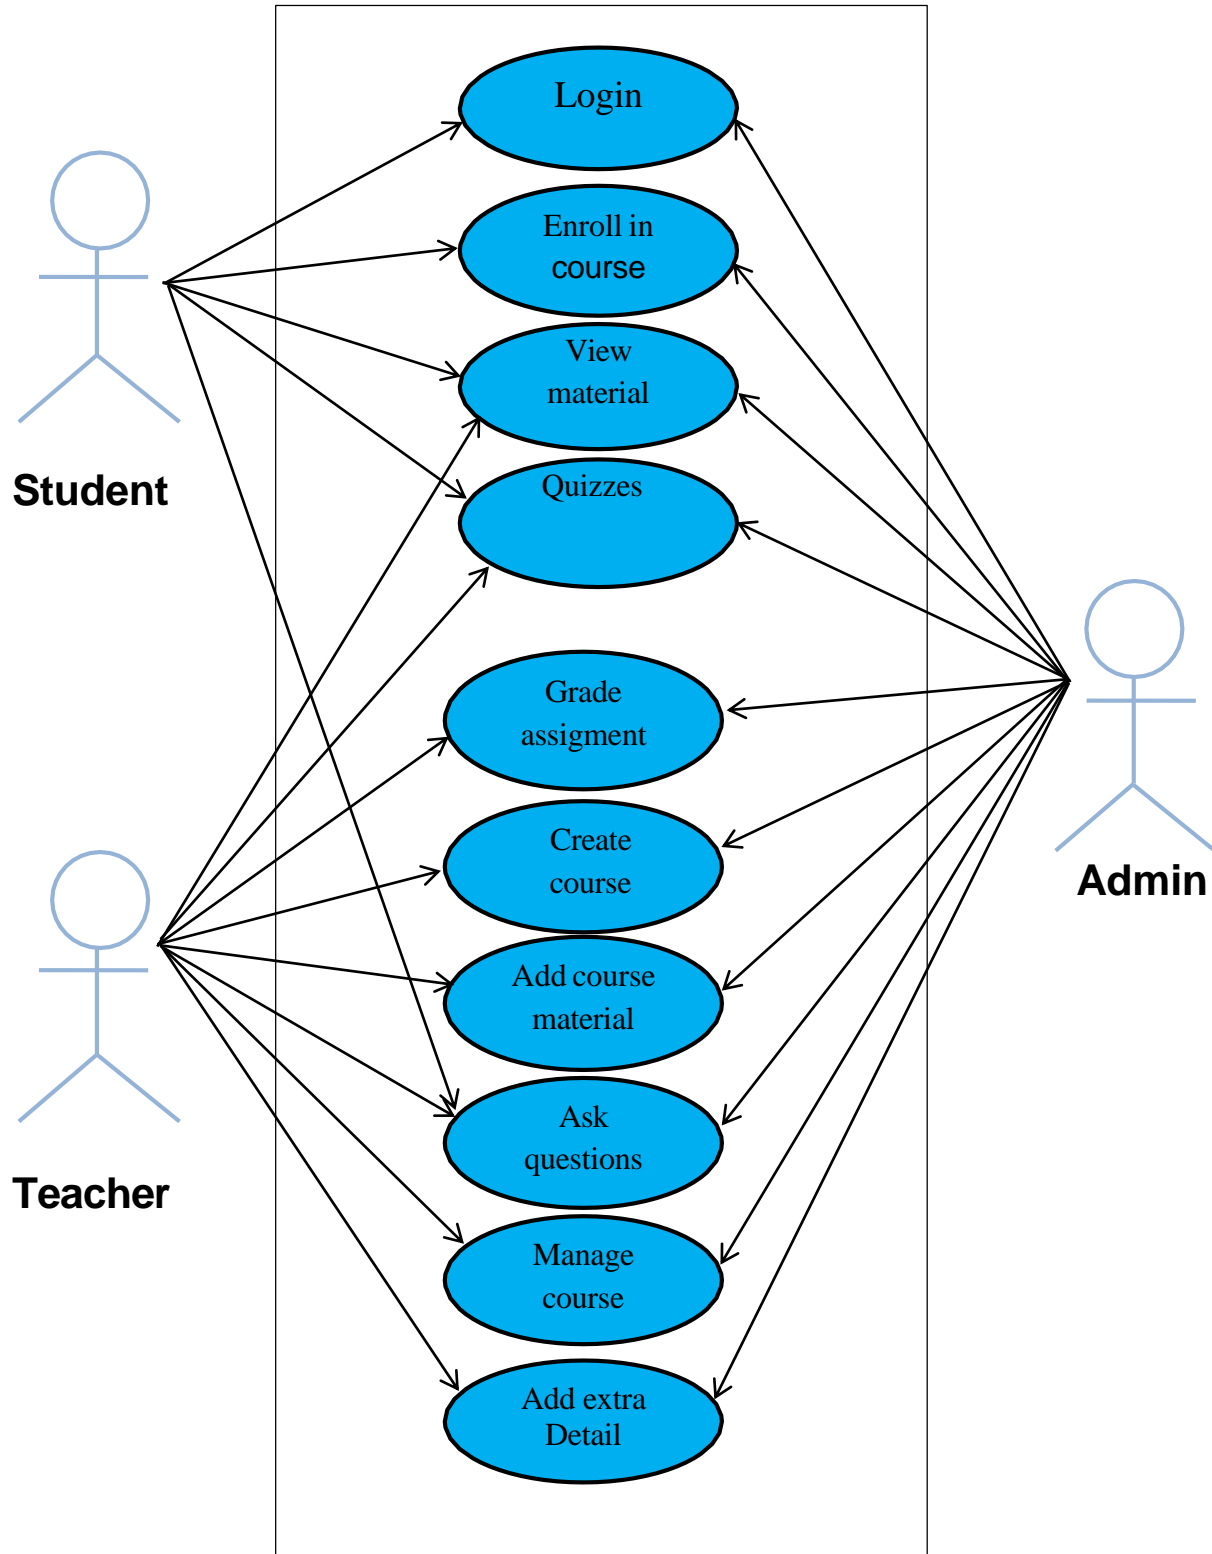 Login
Enroll in
course
View
material
Student
Quizzes
Grade
assigment
Create
course
Admin
Add course
material
Ask
questions
Teacher
Manage
course
Add extra
Detail